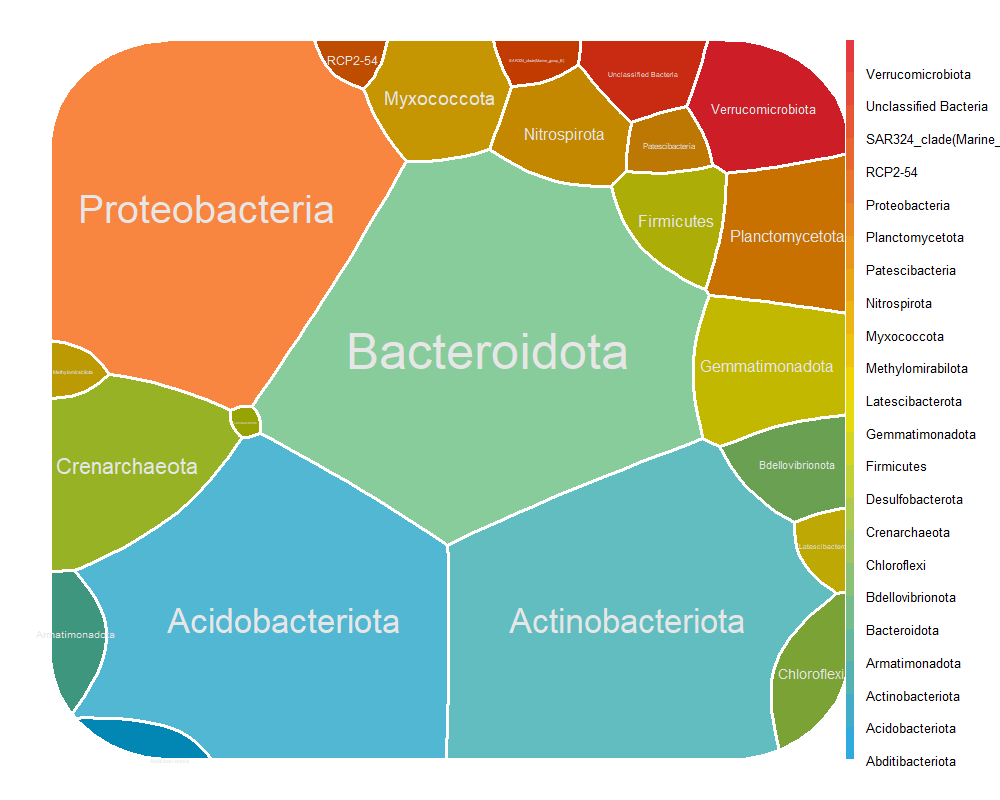 RCP2-54
SAR324_clade(Marine_group_B)
Unclassified Bacteria
Myxococcota
Verrucomicrobiota
Nitrospirota
Patescibacteria
Proteobacteria
Firmicutes
Planctomycetota
Bacteroidota
Gemmatimonadota
Methylomirabilota
Crenarchaeota
Bdellovibrionota
Latescibactero
Acidobacteriota
Actinobacteriota
Armatimonadota
Chloroflexi
Verrucomicrobiota
Unclassified Bacteria
SAR324_clade(Marine_
RCP2-54
Proteobacteria
Planctomycetota
Patescibacteria
Nitrospirota
Myxococcota
Methylomirabilota
Latescibacterota
Gemmatimonadota
Firmicutes
Desulfobacterota
Crenarchaeota
Chloroflexi
Bdellovibrionota
Bacteroidota
Armatimonadota
Actinobacteriota
Acidobacteriota
Abditibacteriota